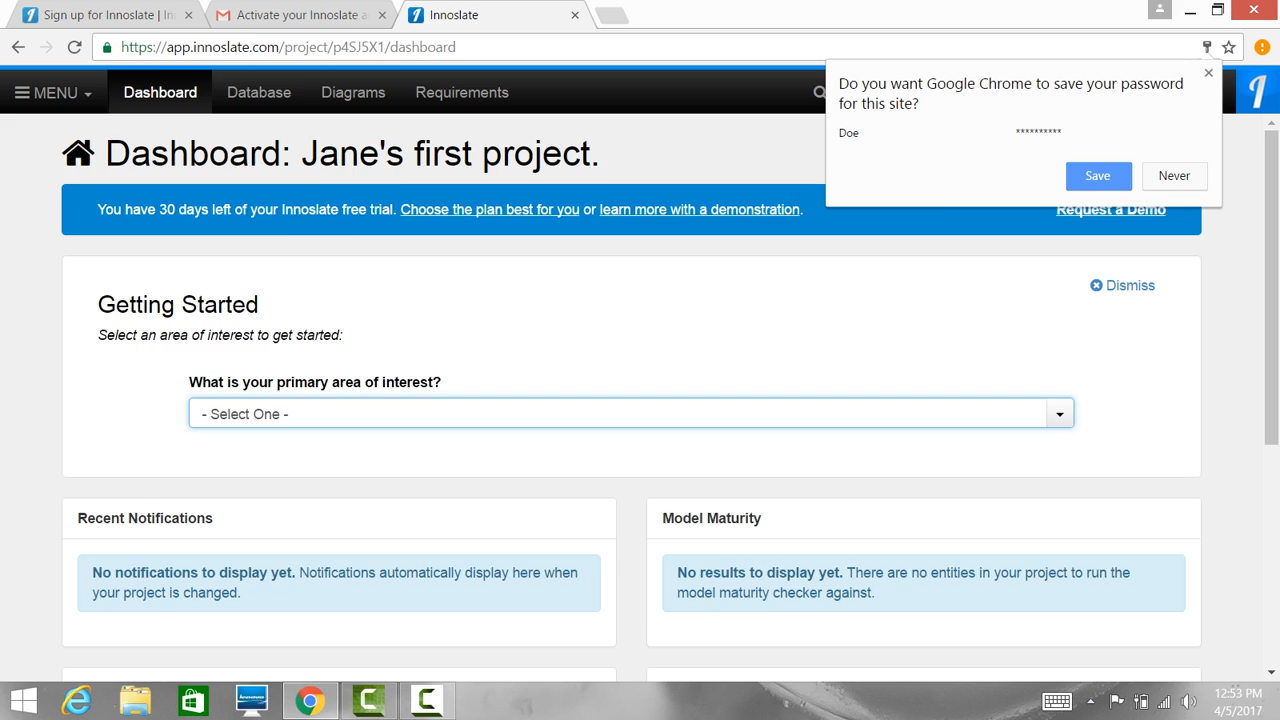 Sign up for Innoslate | In
Activate your Innoslate a
Innoslate
https://app.innoslate.com/project/p4SJ5X1/dashboard
MENU
Dashboard
Database
Diagrams
Requirements
Do you want Google Chrome to save your password
for this site?
Doe **********
Save
Never
Dashboard: Jane's first project.
You have 30 days left of your Innoslate free trial. Choose the plan best for you or learn more with a demonstration.
Request a Demo
Dismiss
Getting Started
Select an area of interest to get started:
What is your primary area of interest?
- Select One -
Recent Notifications
No notifications to display yet. Notifications automatically display here when
your project is changed.
Model Maturity
No results to display yet. There are no entities in your project to run the
model maturity checker against.
12:53 PM
4/5/2017